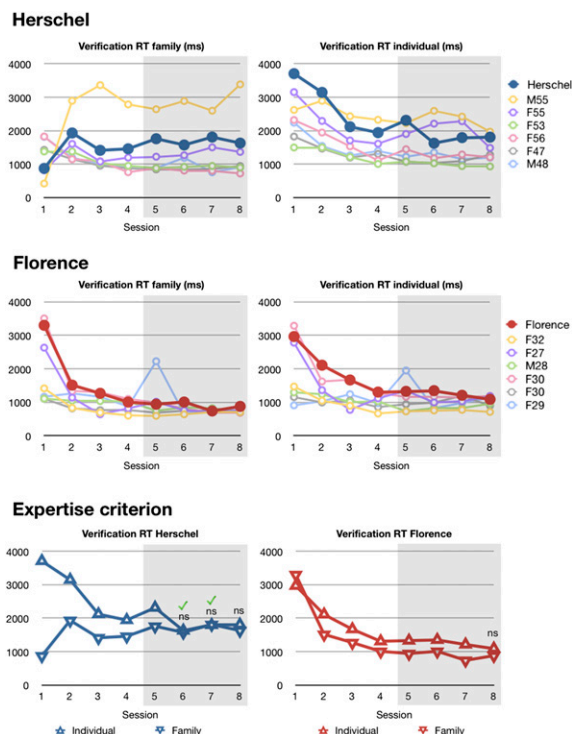 Herschel
Verification RT family (ms)
Verification RT individual (ms)
4000
3000
2000
1000
0
1 2 3 4 5 6 7 8
Session
4000
3000
2000
1000
0
1 2 3 4 5 6 7 8
Session
Herschel
M55
F55
F53
F56
F47
M48
Florence
Verification RT family (ms)
Verification RT individual (ms)
4000
3000
2000
1000
0
1 2 3 4 5 6 7 8
Session
4000
3000
2000
1000
0
1 2 3 4 5 6 7 8
Session
Florence
F32
F27
M28
F30
F30
F29
Expertise criterion
Verification RT Herschel
Verification RT Florence
4000
3000
2000
1000
0
✓ ✓
ns ns ns
1 2 3 4 5 6 7 8
Session
Individual Family
4000
3000
2000
1000
0
ns
1 2 3 4 5 6 7 8
Session
Individual Family